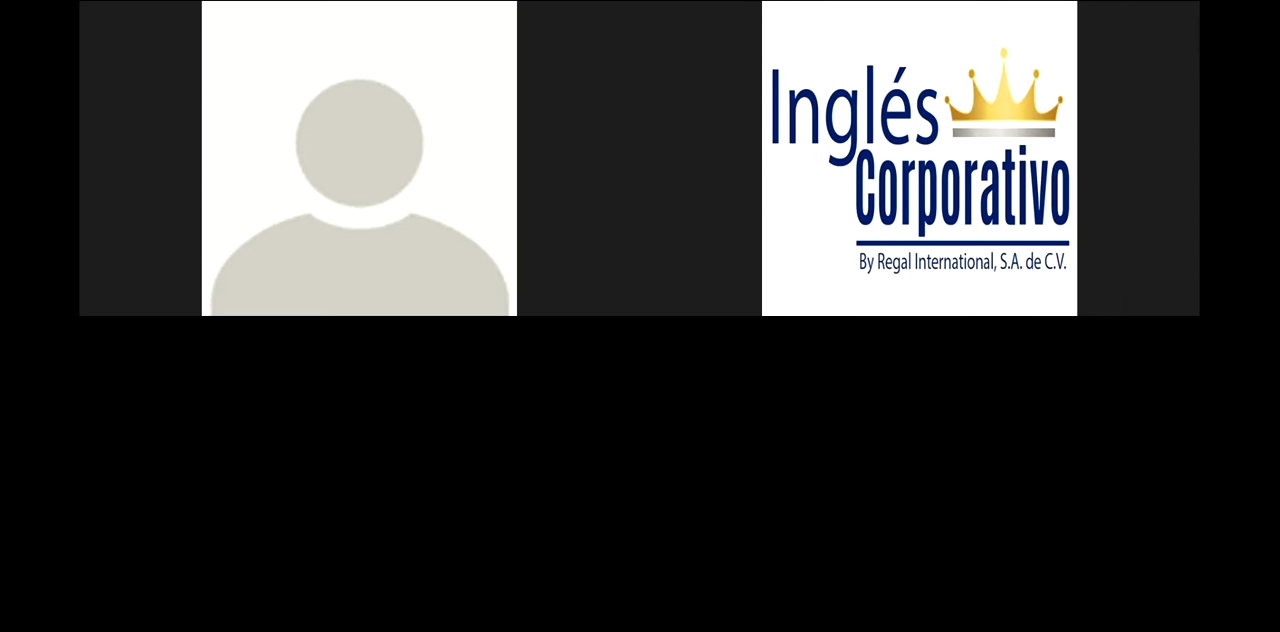 Inglés
Corporativo
By Regal International, S.A. de C.V.